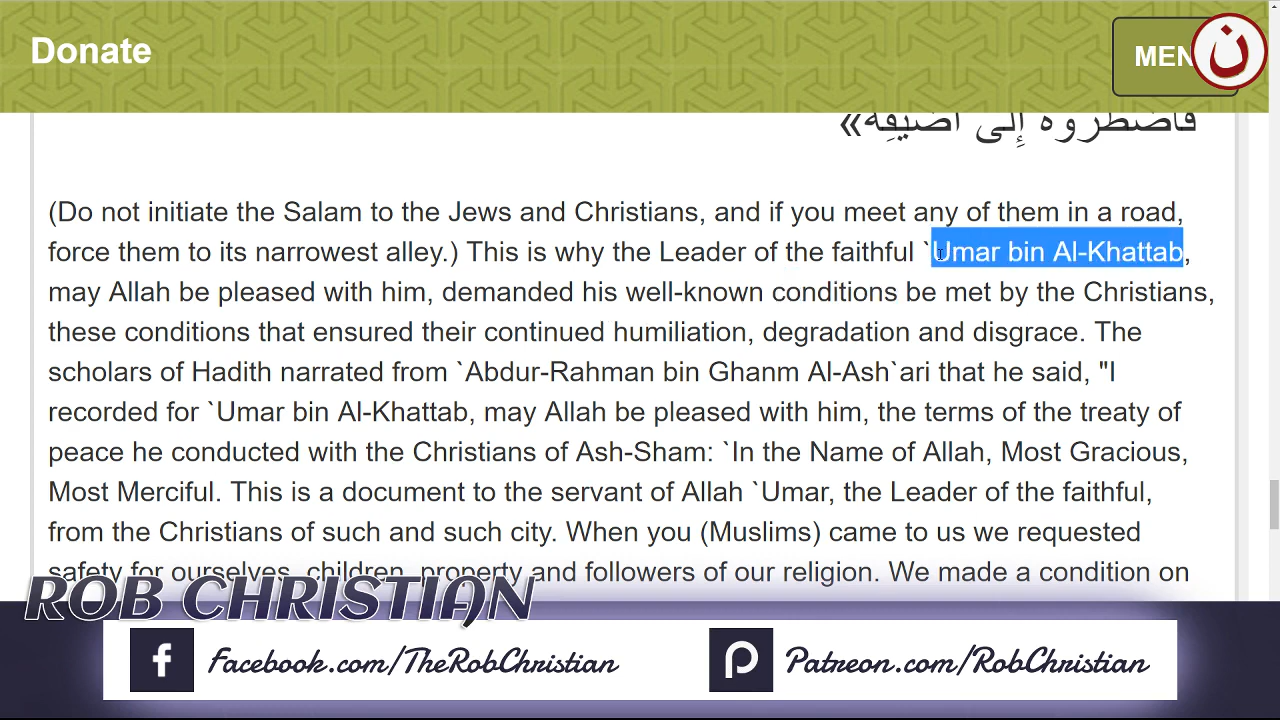 Donate
MEN
ن
فاضطروه إِلى أضيقِه»
(Do not initiate the Salam to the Jews and Christians, and if you meet any of them in a road,
force them to its narrowest alley.) This is why the Leader of the faithful `Umar bin Al-Khattab,
may Allah be pleased with him, demanded his well-known conditions be met by the Christians,
these conditions that ensured their continued humiliation, degradation and disgrace. The
scholars of Hadith narrated from `Abdur-Rahman bin Ghanm Al-Ash`ari that he said, "I
recorded for `Umar bin Al-Khattab, may Allah be pleased with him, the terms of the treaty of
peace he conducted with the Christians of Ash-Sham: `In the Name of Allah, Most Gracious,
Most Merciful. This is a document to the servant of Allah `Umar, the Leader of the faithful,
from the Christians of such and such city. When you (Muslims) came to us we requested
safety for ourselves, children, property and followers of our religion. We made a condition on
ROB CHRISTIAN
f Facebook.com/TheRobChristian
Patreon.com/RobChristian